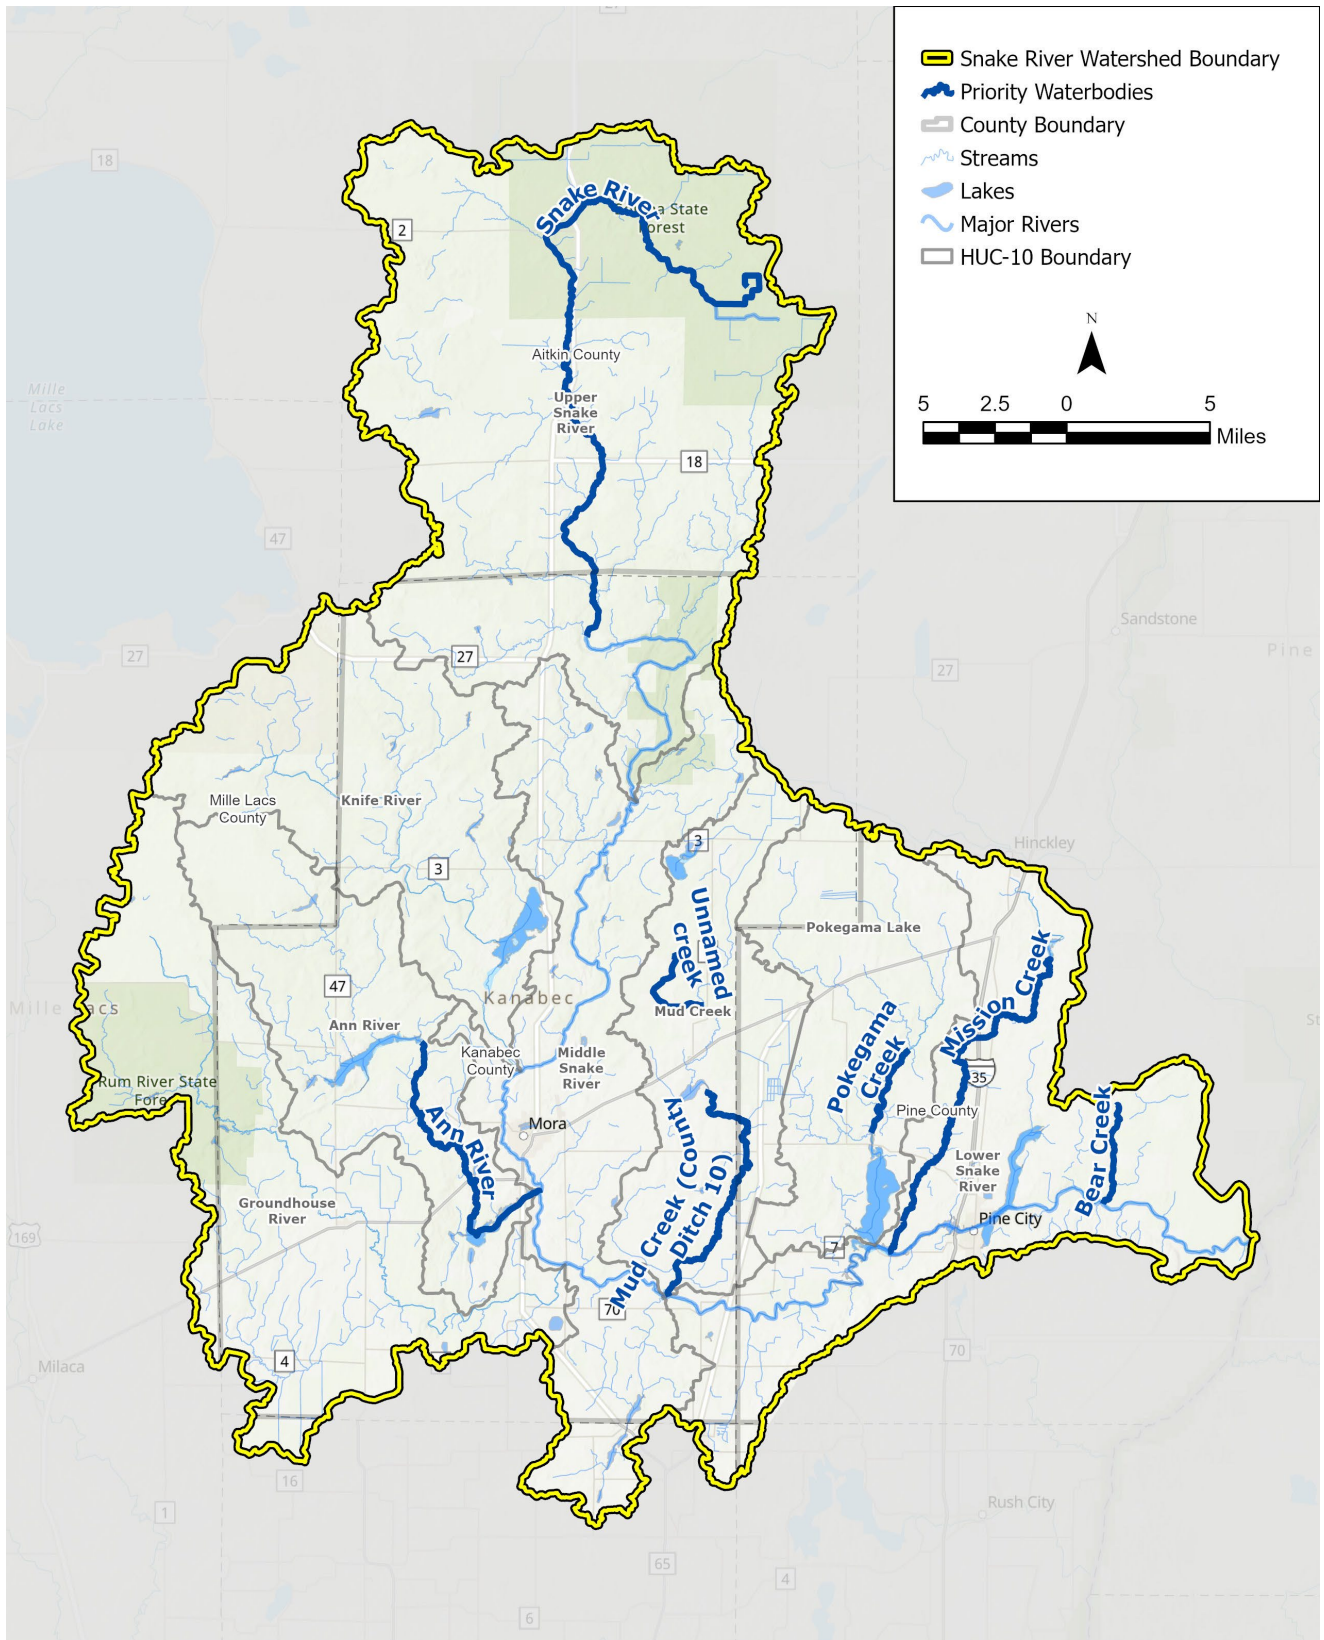 27
Snake River Watershed Boundary
Priority Waterbodies
County Boundary
Streams
Lakes
Major Rivers
HUC-10 Boundary
N
5 2.5 0 5
Miles
18
Snake River
State
Forest
2
Aitkin County
Upper
Snake
River
Mille
Lacs
Lake
18
47
Sandstone
27
27
27
Pine
Mille Lacs
County
Knife River
3
3
Hinckley
Unnamed
creek
Pokegama Lake
47
Kanabec
Mille Lacs
Mud Creek
Ann River
Mission Creek
Pokegama
Creek
Kanabec
County
Middle
Snake
River
35
Rum River State
Fore
Pine County
Bear Creek
Ann River
Mora
Mud Creek (County
Ditch 10)
Lower
Snake
River
Groundhouse
River
Pine City
169
7
70
70
Milaca
4
16
1
Rush City
65
4
6